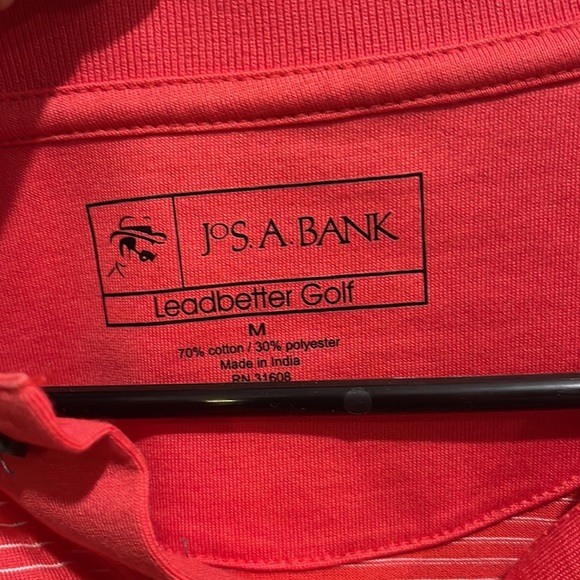 JoS. A. BANK
Leadbetter Golf
M
70% cotton / 30% polyester
Made in India
RN 31608